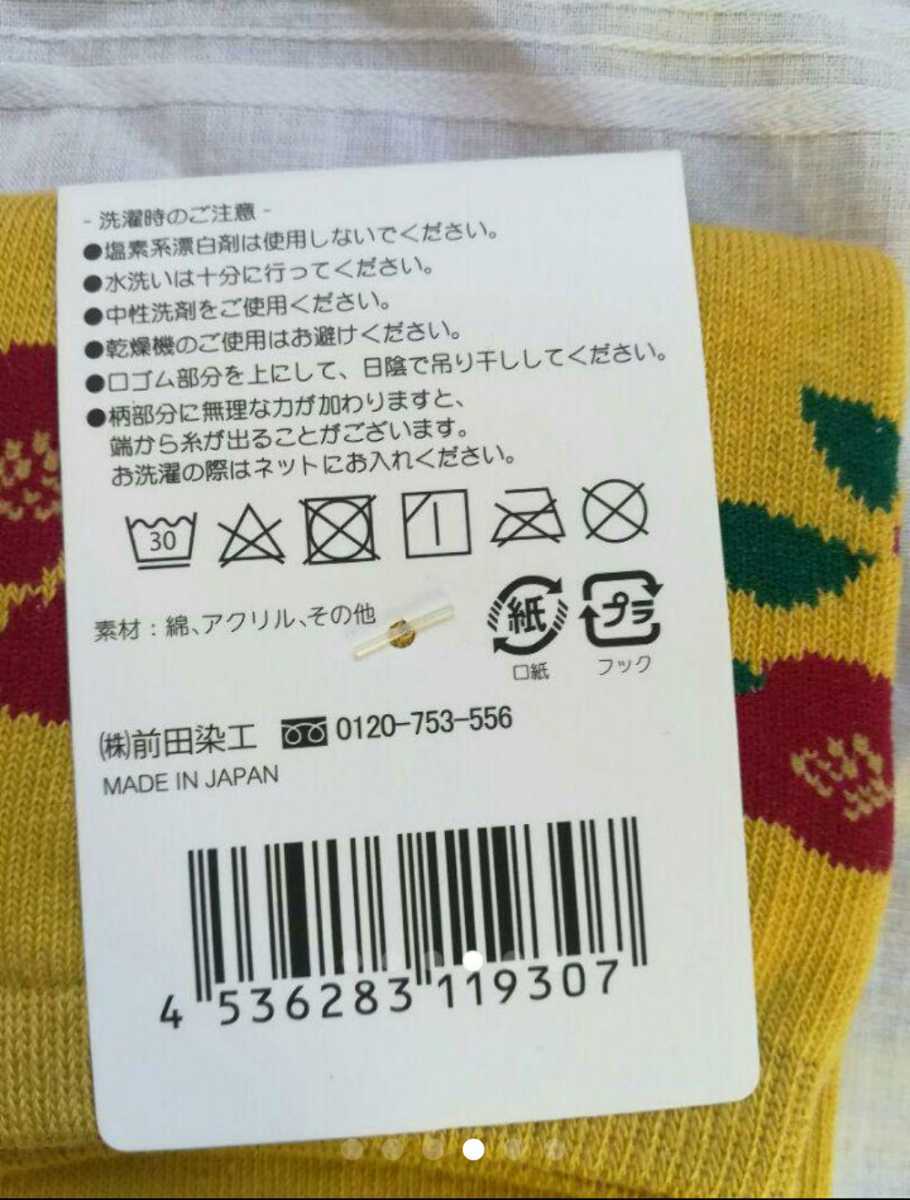 - 洗濯時のご注意 -
●塩素系漂白剤は使用しないでください。
●水洗いは十分に行ってください。
●中性洗剤をご使用ください。
●乾燥機のご使用はお避けください。
●口ゴム部分を上にして、日陰で吊り干ししてください。
●柄部分に無理な力が加わりますと、
端から糸が出ることがございます。
お洗濯の際はネットにお入れください。
30
素材：綿、アクリル、その他
紙 プラ
口紙 フック
㈱前田染工 0120-753-556
MADE IN JAPAN
4 536283 119307